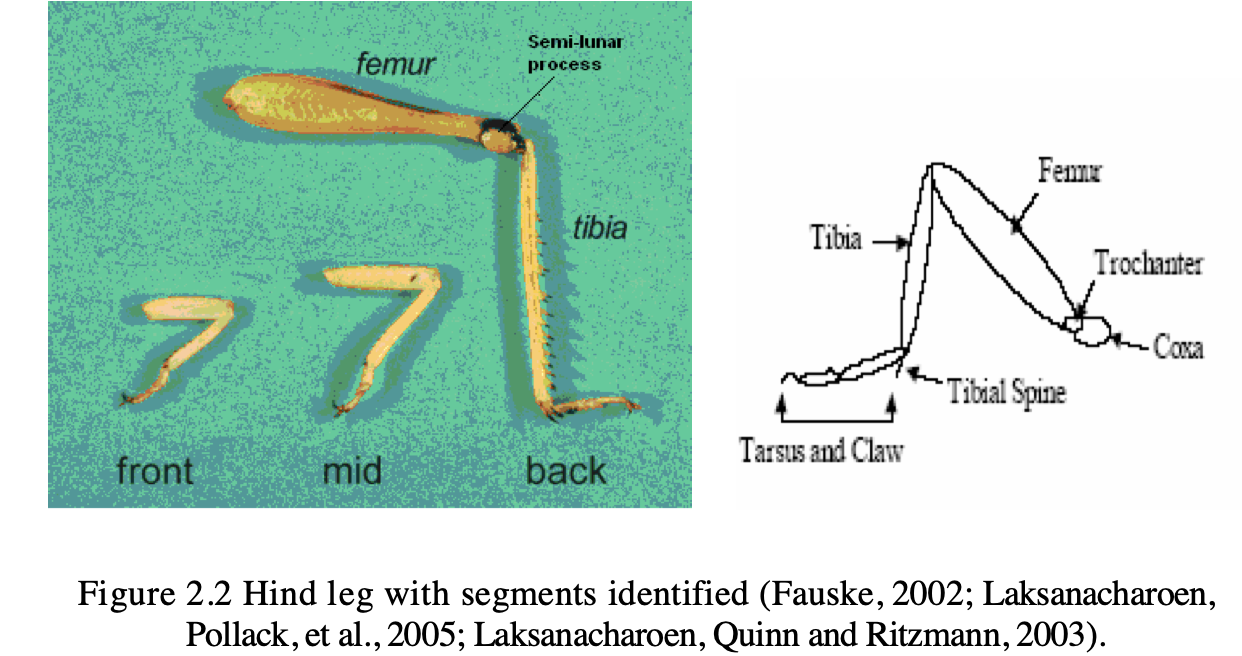 Semi-lunar
process
femur
tibia
front
mid
back
Femur
Tibia
Trochanter
Coxa
Tibial Spine
Tarsus and Claw
Figure 2.2 Hind leg with segments identified (Fauske, 2002; Laksanacharoen,
Pollack, et al., 2005; Laksanacharoen, Quinn and Ritzmann, 2003).